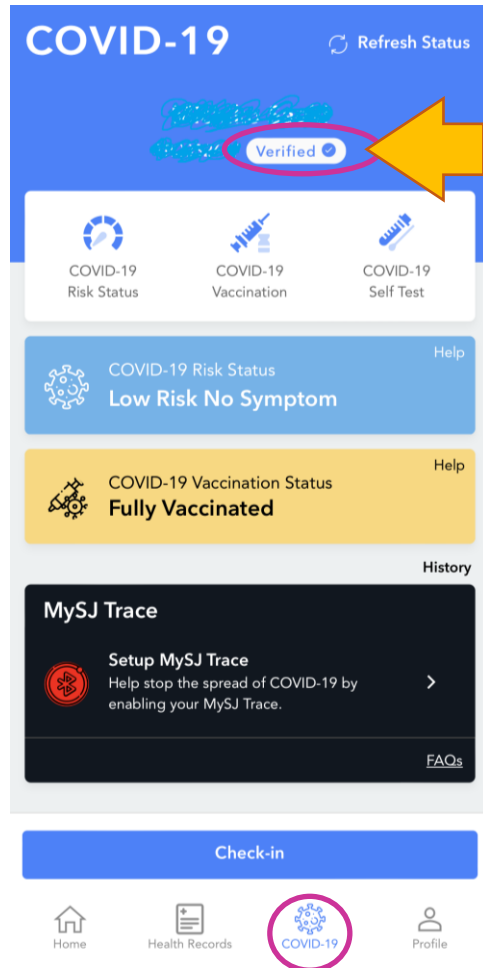 COVID-19
Refresh Status
Verified
COVID-19
Risk Status
COVID-19
Vaccination
COVID-19
Self Test
Help
COVID-19 Risk Status
Low Risk No Symptom
Help
COVID-19 Vaccination Status
Fully Vaccinated
History
MySJ Trace
Setup MySJ Trace
Help stop the spread of COVID-19 by
enabling your MySJ Trace.
FAQs
Check-in
Home
Health Records
COVID-19
Profile